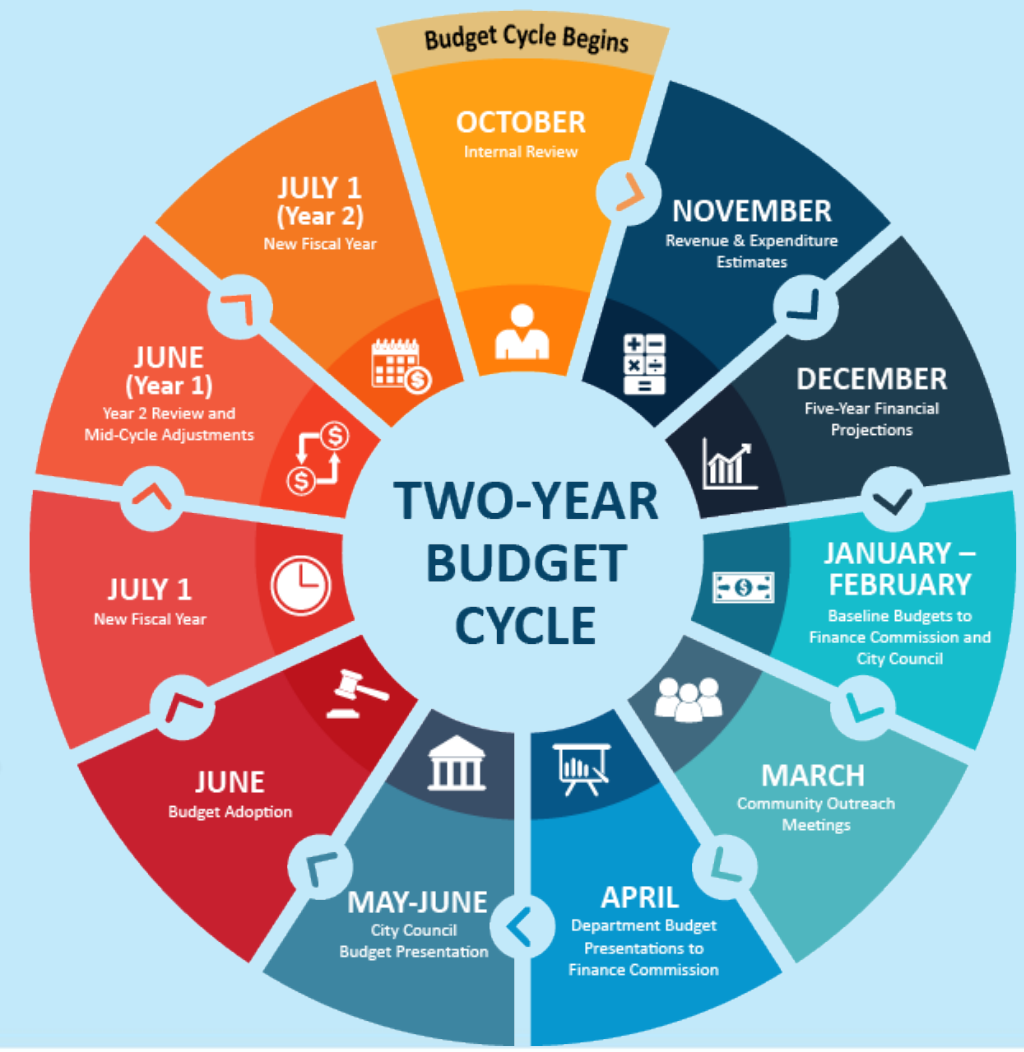 Budget Cycle Begins
OCTOBER
Internal Review
NOVEMBER
Revenue & Expenditure
Estimates
DECEMBER
Five-Year Financial
Projections
JANUARY –
FEBRUARY
Baseline Budgets to
Finance Commission and
City Council
MARCH
Community Outreach
Meetings
APRIL
Department Budget
Presentations to
Finance Commission
MAY-JUNE
City Council
Budget Presentation
JUNE
Budget Adoption
JULY 1
New Fiscal Year
JUNE
(Year 1)
Year 2 Review and
Mid-Cycle Adjustments
JULY 1
(Year 2)
New Fiscal Year
TWO-YEAR
BUDGET
CYCLE